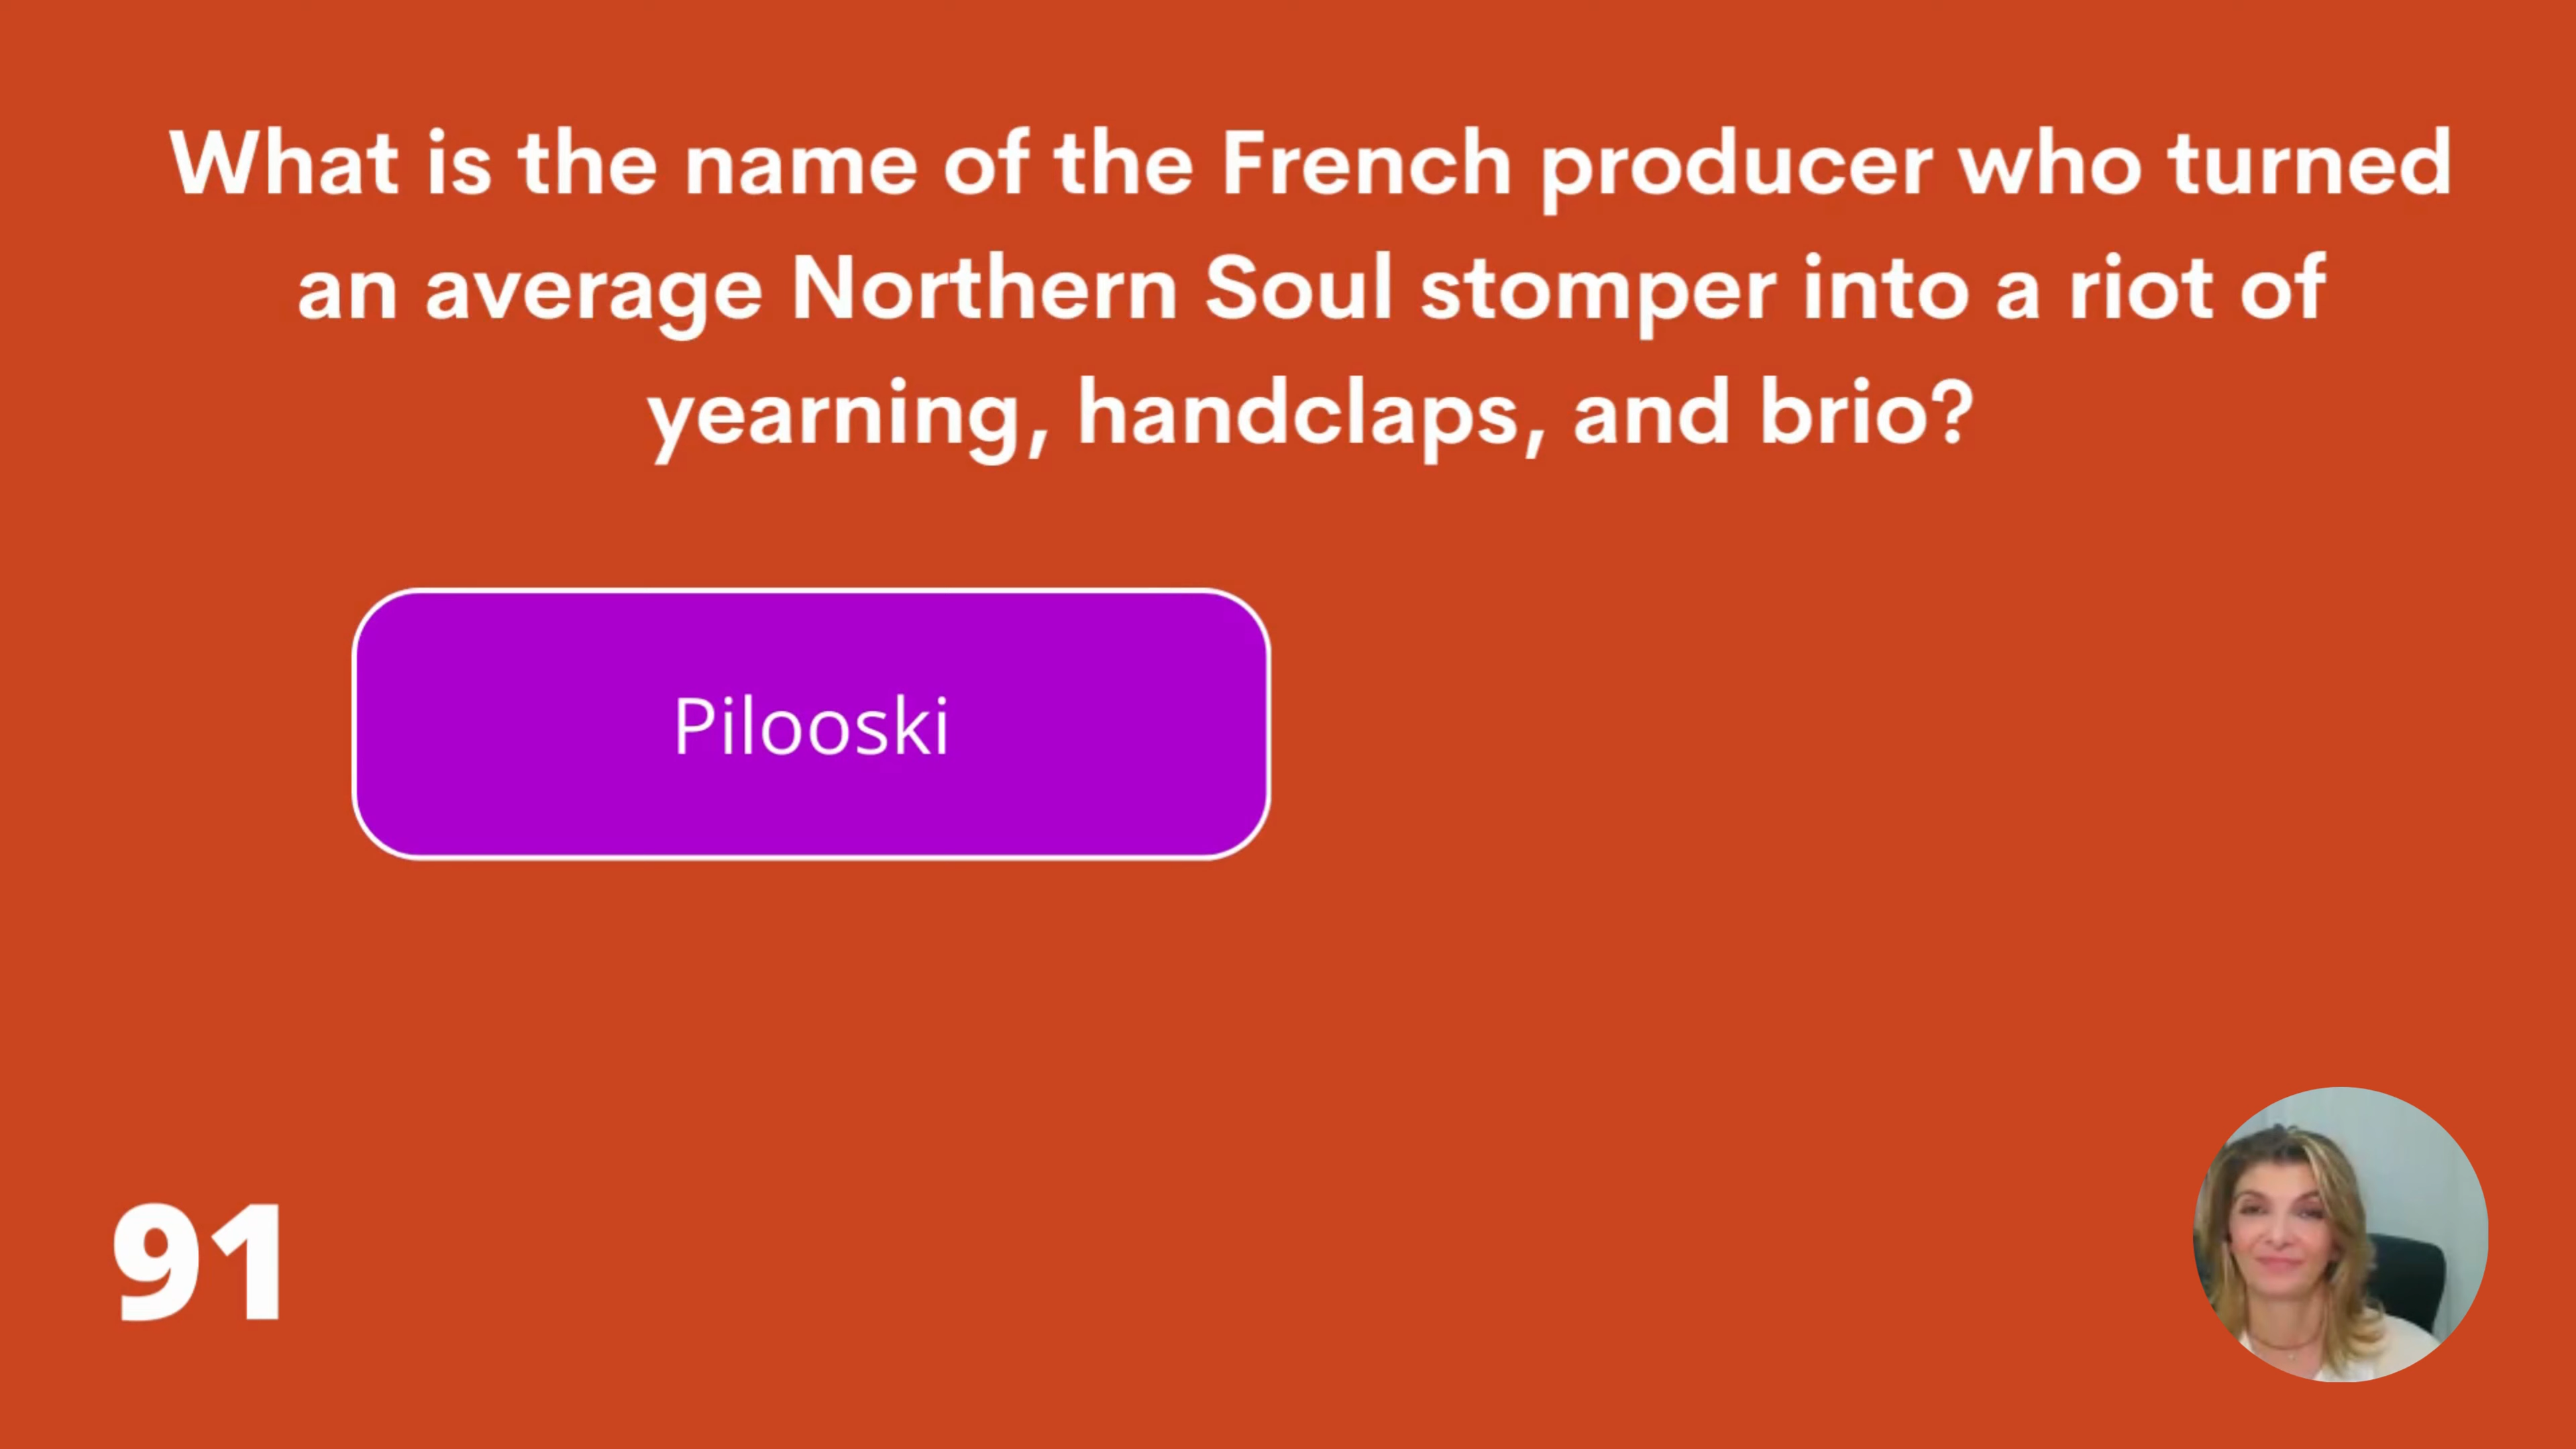 What is the name of the French producer who turned
an average Northern Soul stomper into a riot of
yearning, handclaps, and brio?
Pilooski
91